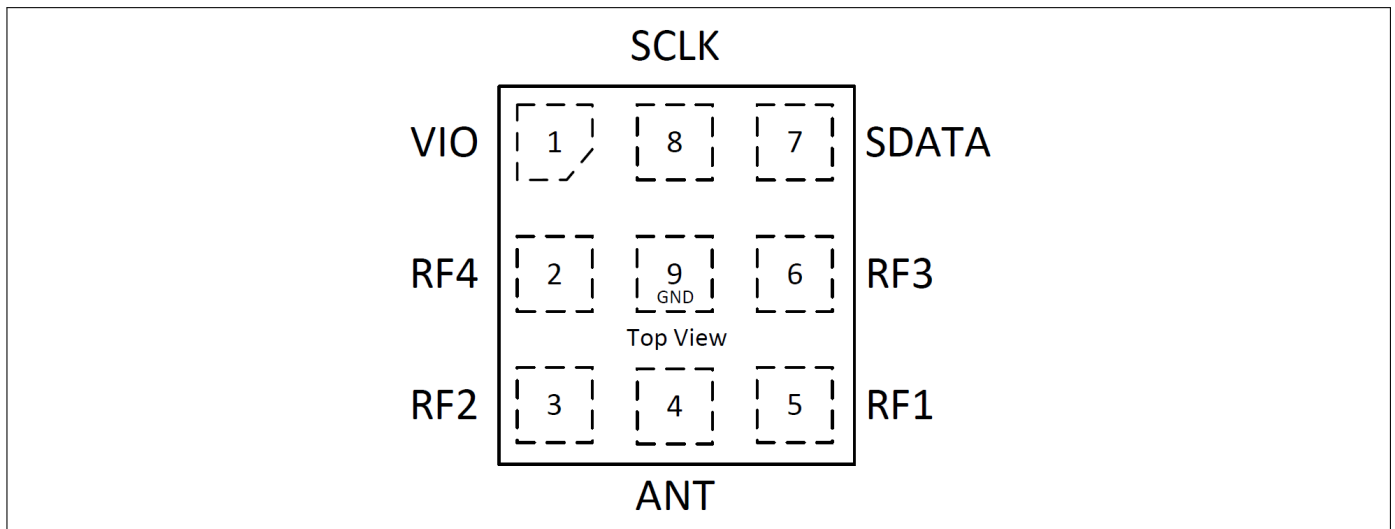 SCLK
VIO 1 8 7 SDATA
RF4 2 9 6 RF3
GND
Top View
RF2 3 4 5 RF1
ANT